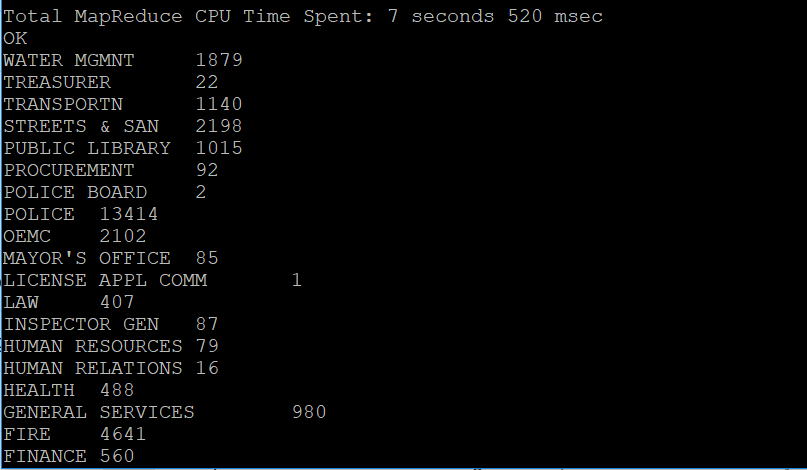 Total MapReduce CPU Time Spent: 7 seconds 520 msec
OK
WATER MGMNT     1879
TREASURER       22
TRANSPORTN      1140
STREETS & SAN   2198
PUBLIC LIBRARY  1015
PROCUREMENT     92
POLICE BOARD    2
POLICE  13414
OEMC    2102
MAYOR'S OFFICE  85
LICENSE APPL COMM       1
LAW     407
INSPECTOR GEN   87
HUMAN RESOURCES 79
HUMAN RELATIONS 16
HEALTH  488
GENERAL SERVICES        980
FIRE    4641
FINANCE 560